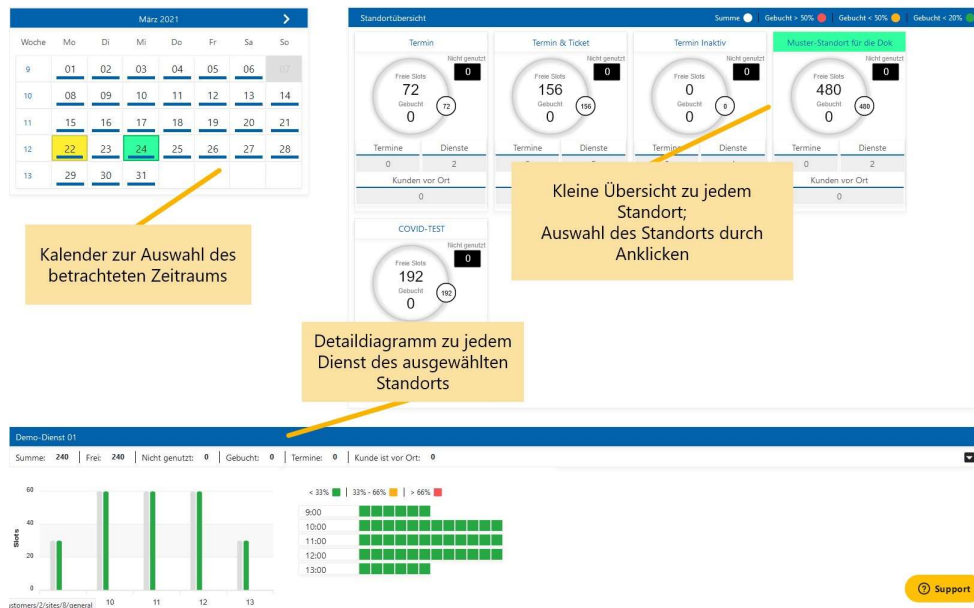 März 2021
Woche Mo Di Mi Do Fr Sa So
9 01 02 03 04 05 06 07
10 08 09 10 11 12 13 14
11 15 16 17 18 19 20 21
12 22 23 24 25 26 27 28
13 29 30 31
Kalender zur Auswahl des
betrachteten Zeitraums
Standortübersicht
Summe Gebucht > 50% Gebucht < 50% Gebucht < 20%
Termin
Nicht genutzt
0
Freie Slots
72
Gebucht
0
72
Termine Dienste
0 2
Kunden vor Ort
0
Termin & Ticket
Nicht genutzt
0
Freie Slots
156
Gebucht
0
156
Termine Dienste
Termin Inaktiv
Nicht genutzt
0
Freie Slots
0
Gebucht
0
0
Termine Dienste
Muster-Standort für die Dok
Nicht genutzt
0
Freie Slots
480
Gebucht
0
480
Termine Dienste
0 2
Kunden vor Ort
0
Kleine Übersicht zu jedem
Standort;
Auswahl des Standorts durch
Anklicken
COVID-TEST
Nicht genutzt
0
Freie Slots
192
Gebucht
0
192
Detaildiagramm zu jedem
Dienst des ausgewählten
Standorts
Demo-Dienst 01
Summe: 240 Frei: 240 Nicht genutzt: 0 Gebucht: 0 Termine: 0 Kunde ist vor Ort: 0
Slots
60
40
20
0
10 11 12 13
ustomers/2/sites/8/general
< 33% 33% - 66% > 66%
9:00
10:00
11:00
12:00
13:00
Support